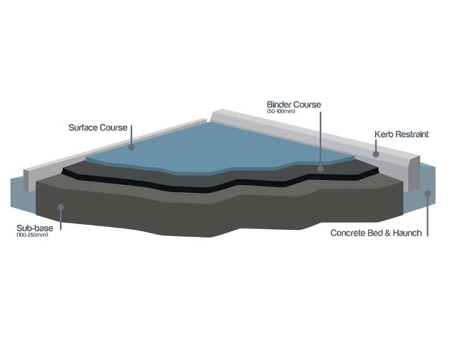 Binder Course
(50-100mm)
Surface Course
Kerb Restraint
Sub-base
(100-250mm)
Concrete Bed & Haunch